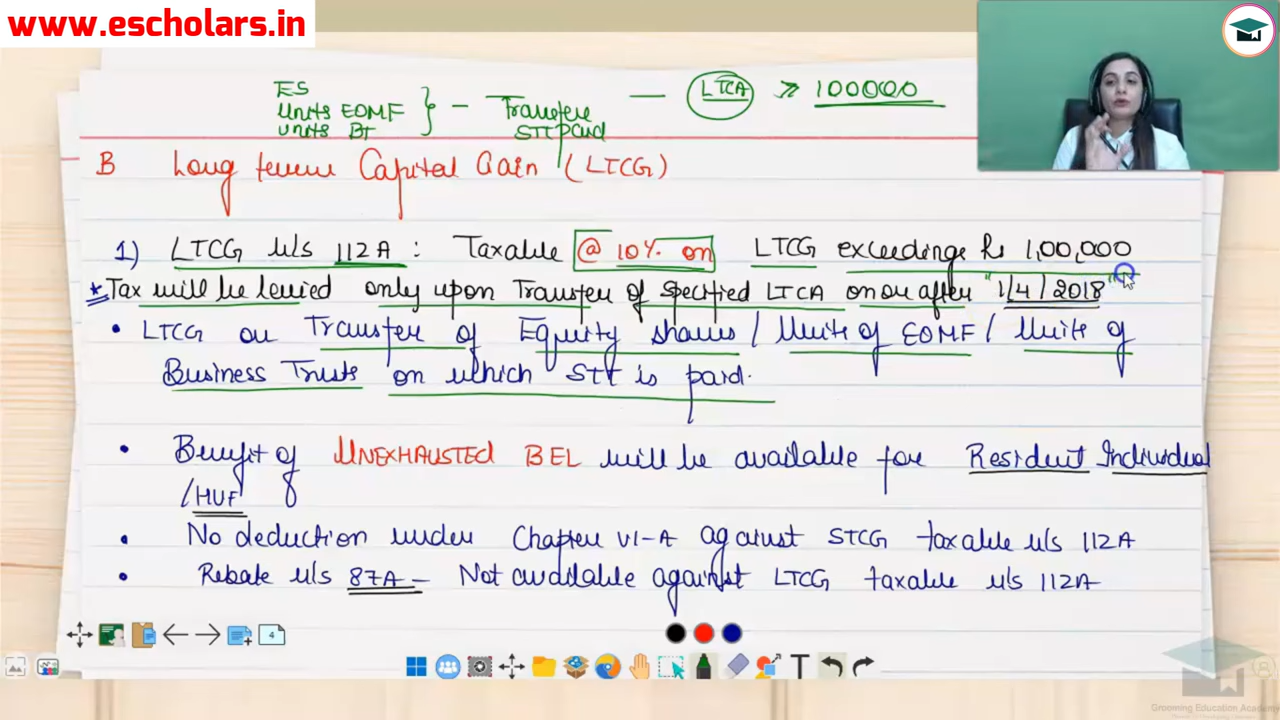 www.escholars.in
ES
Units EOMF } - Transfer - LTCA >> 100000
Units BT STT Paid
B Long term Capital Gain (LTCG)
1) LTCG u/s 112A : Taxable @ 10% on LTCG exceeding Rs 1,00,000
* Tax will be levied only upon Transfer of specified LTCA on or after "1/4/2018"
• LTCG on Transfer of Equity shares / Units of EOMF / Units of
Business Trusts on which STT is paid.
• Benefit of UNEXHAUSTED BEL will be available for Resident Individual
/HUF
• No deduction under Chapter VI-A against STCG taxable u/s 112A
• Rebate u/s 87A - Not available against LTCG taxable u/s 112A
4
T
Grooming Education Academy